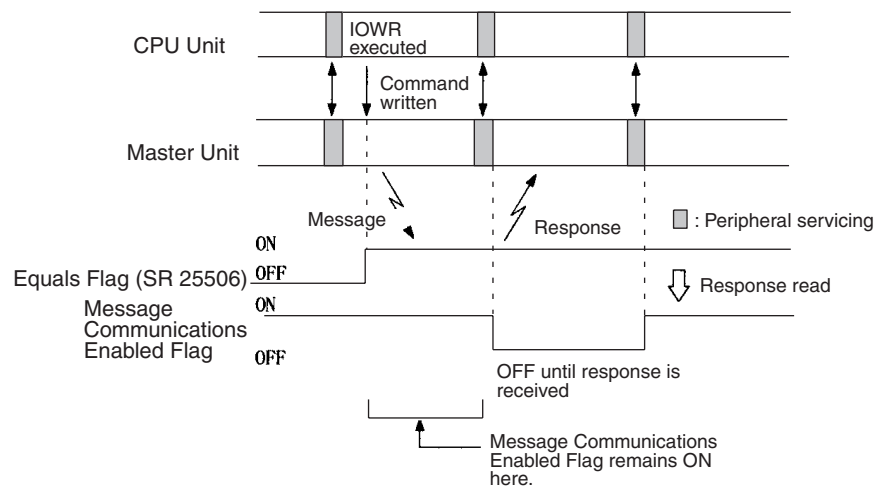 CPU Unit
IOWR
executed
Command
written
Master Unit
Message
Response
: Peripheral servicing
ON
Equals Flag (SR 25506) OFF
Response read
Message
Communications
Enabled Flag
ON
OFF
OFF until response is
received
Message Communications
Enabled Flag remains ON
here.